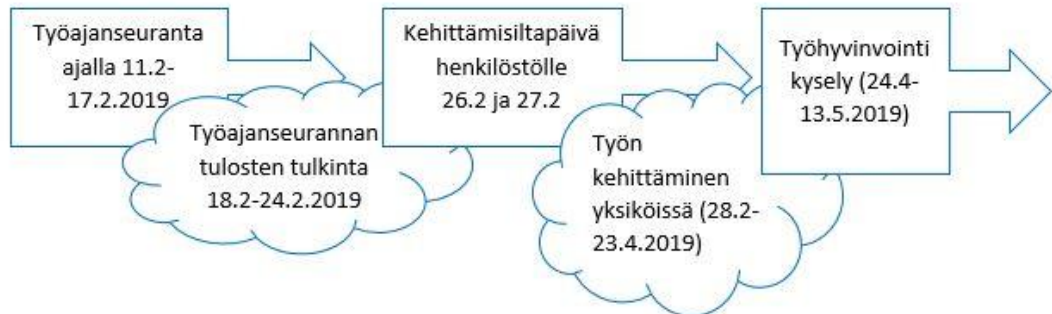 Työajanseuranta
ajalla 11.2-
17.2.2019
Työajanseurannan
tulosten tulkinta
18.2-24.2.2019
Kehittämisiltapäivä
henkilöstölle
26.2 ja 27.2
Työn
kehittäminen
yksiköissä (28.2-
23.4.2019)
Työhyvinvointi
kysely (24.4-
13.5.2019)